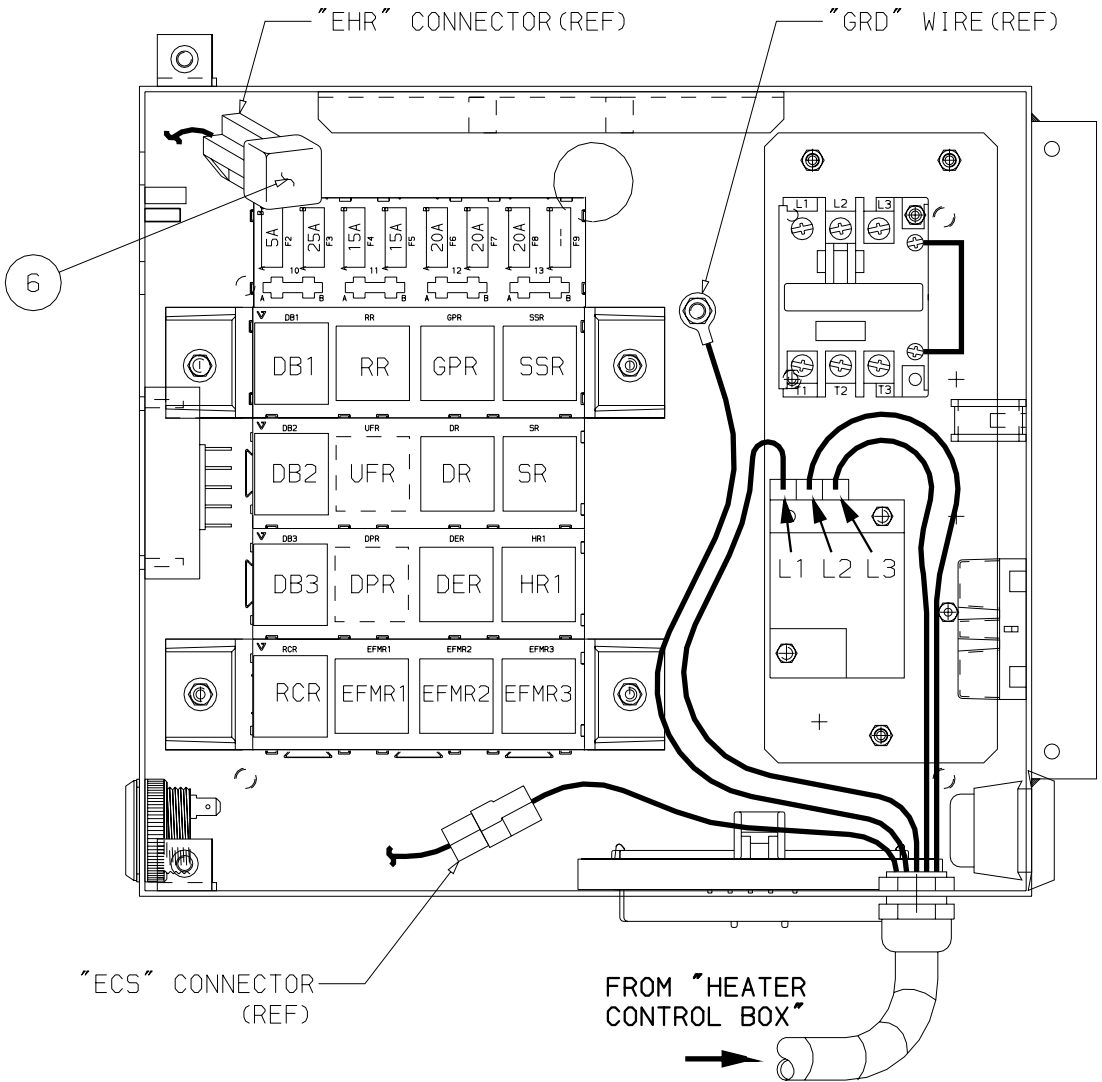 "EHR" CONNECTOR(REF)
"GRD" WIRE(REF)
6
5A F2 25A F3 15A F4 15A F5 20A F6 20A F7 20A F8 -- F9
10 11 12 13
A B A B A B A B
L1 L2 L3
DB1 RR GPR SSR
DB1 RR GPR SSR
T1 T2 T3
DB2 UFR DR SR
DB2 UFR DR SR
DB3 DPR DER HR1
DB3 DPR DER HR1
L1 L2 L3
RCR EFMR1 EFMR2 EFMR3
RCR EFMR1 EFMR2 EFMR3
"ECS" CONNECTOR
(REF)
FROM "HEATER
CONTROL BOX"